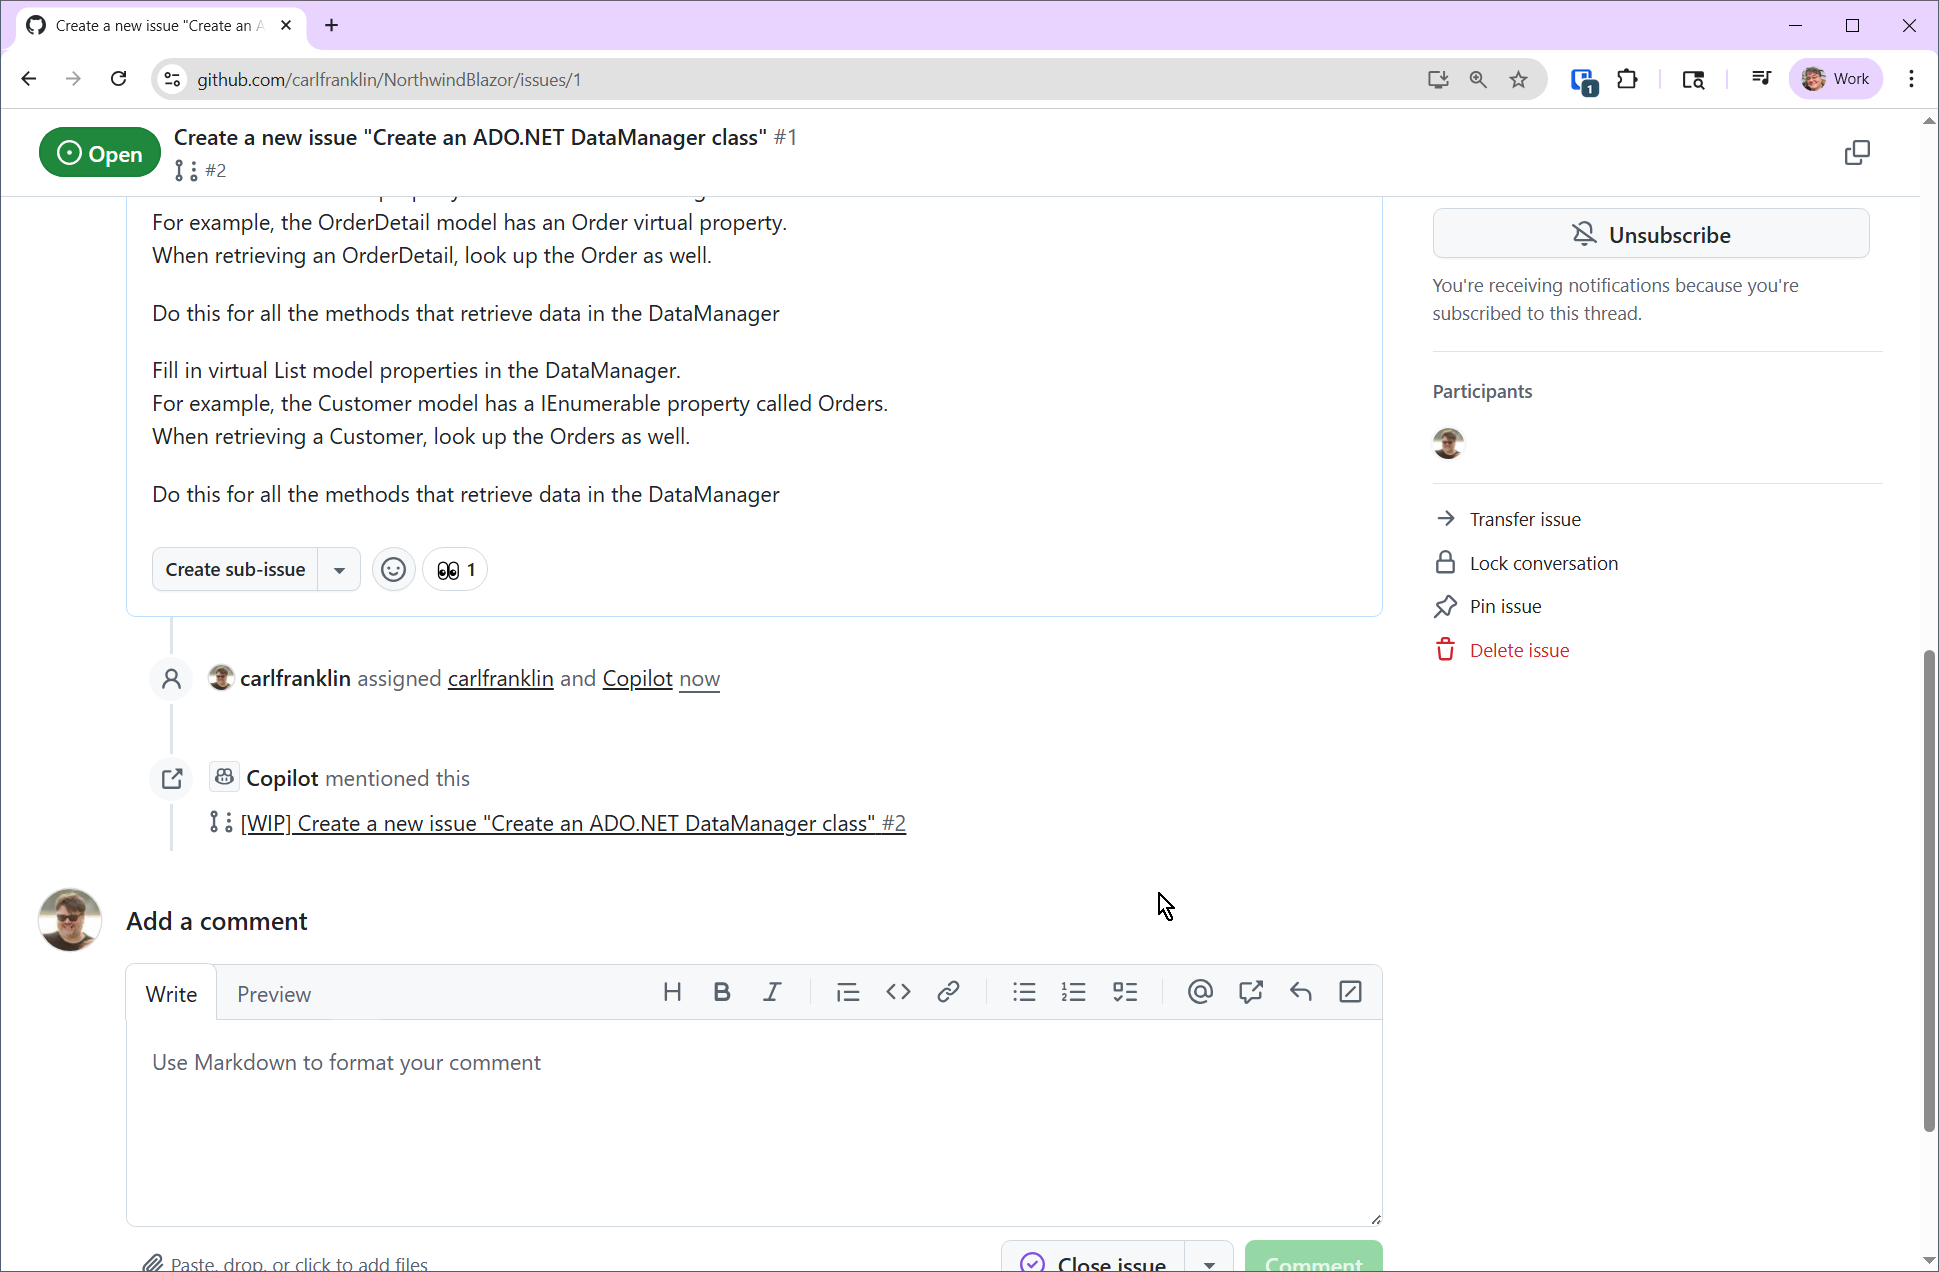 Create a new issue "Create an A
github.com/carlfranklin/NorthwindBlazor/issues/1
1
Work
Open
Create a new issue "Create an ADO.NET DataManager class" #1
#2
For example, the OrderDetail model has an Order virtual property.
When retrieving an OrderDetail, look up the Order as well.
Do this for all the methods that retrieve data in the DataManager
Fill in virtual List model properties in the DataManager.
For example, the Customer model has a IEnumerable property called Orders.
When retrieving a Customer, look up the Orders as well.
Do this for all the methods that retrieve data in the DataManager
Create sub-issue
1
Unsubscribe
You're receiving notifications because you're
subscribed to this thread.
Participants
Transfer issue
Lock conversation
Pin issue
Delete issue
carlfranklin assigned carlfranklin and Copilot now
Copilot mentioned this
[WIP] Create a new issue "Create an ADO.NET DataManager class" #2
Add a comment
Write
Preview
Use Markdown to format your comment
Paste, drop, or click to add files
Close issue
Comment